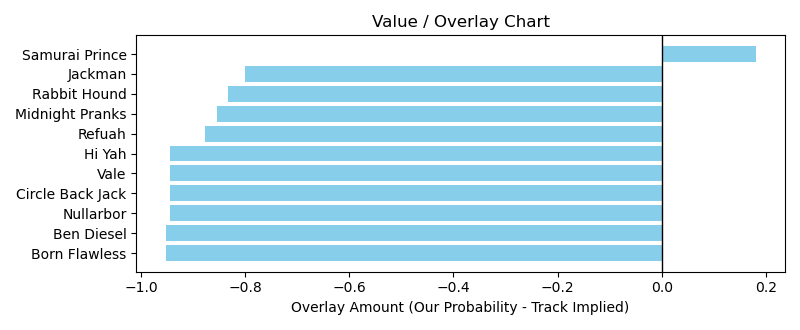 Value / Overlay Chart
Samurai Prince
Jackman
Rabbit Hound
Midnight Pranks
Refuah
Hi Yah
Vale
Circle Back Jack
Nullarbor
Ben Diesel
Born Flawless
−1.0 −0.8 −0.6 −0.4 −0.2 0.0 0.2
Overlay Amount (Our Probability - Track Implied)